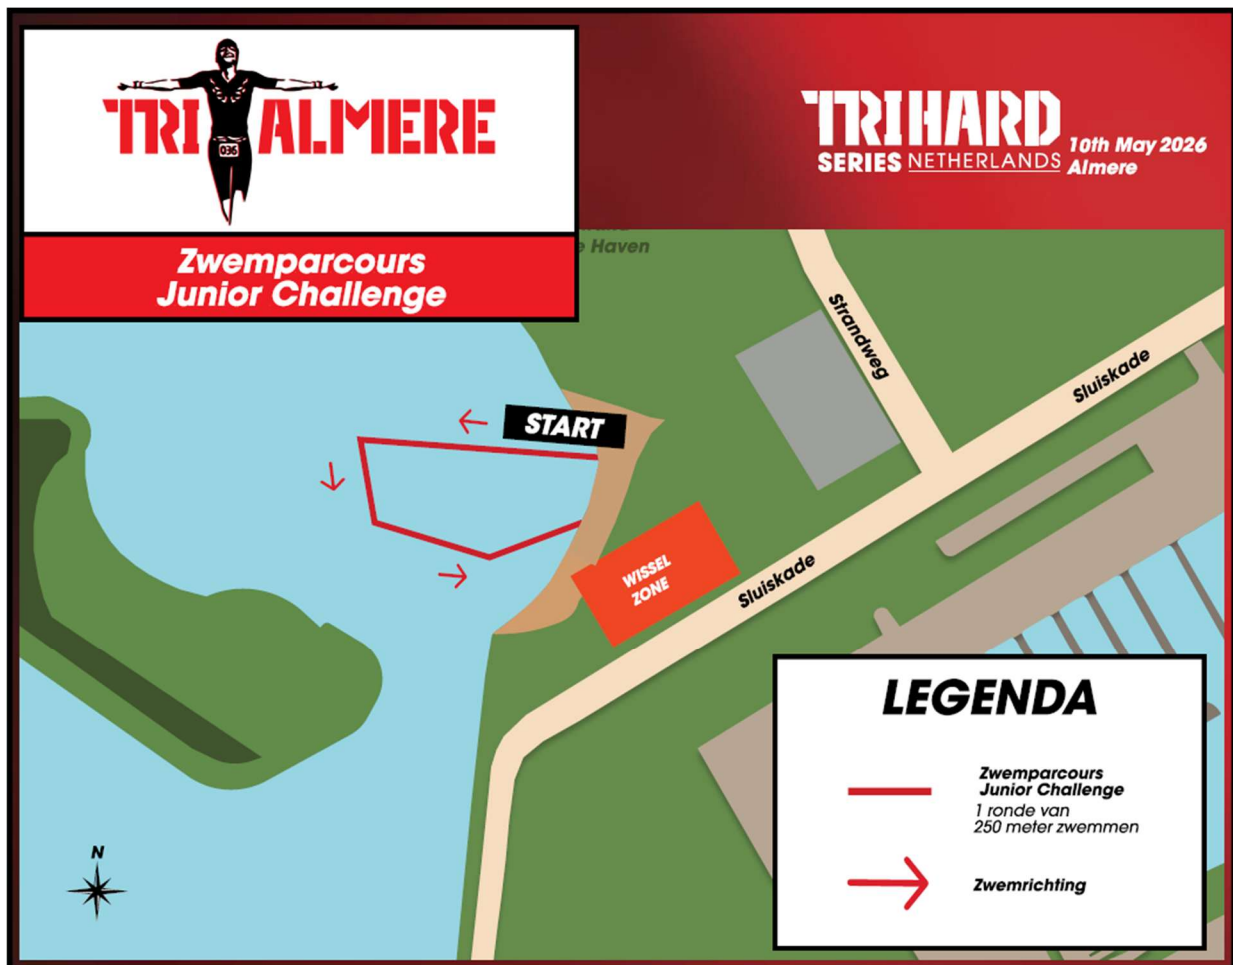 TRI ALMERE
036
TRIHARD
SERIES NETHERLANDS
10th May 2026
Almere
Zwemparcours
Junior Challenge
Haven
START
Strandweg
Sluiskade
WISSEL
ZONE
Sluiskade
LEGENDA
Zwemparcours
Junior Challenge
1 ronde van
250 meter zwemmen
Zwemrichting
N